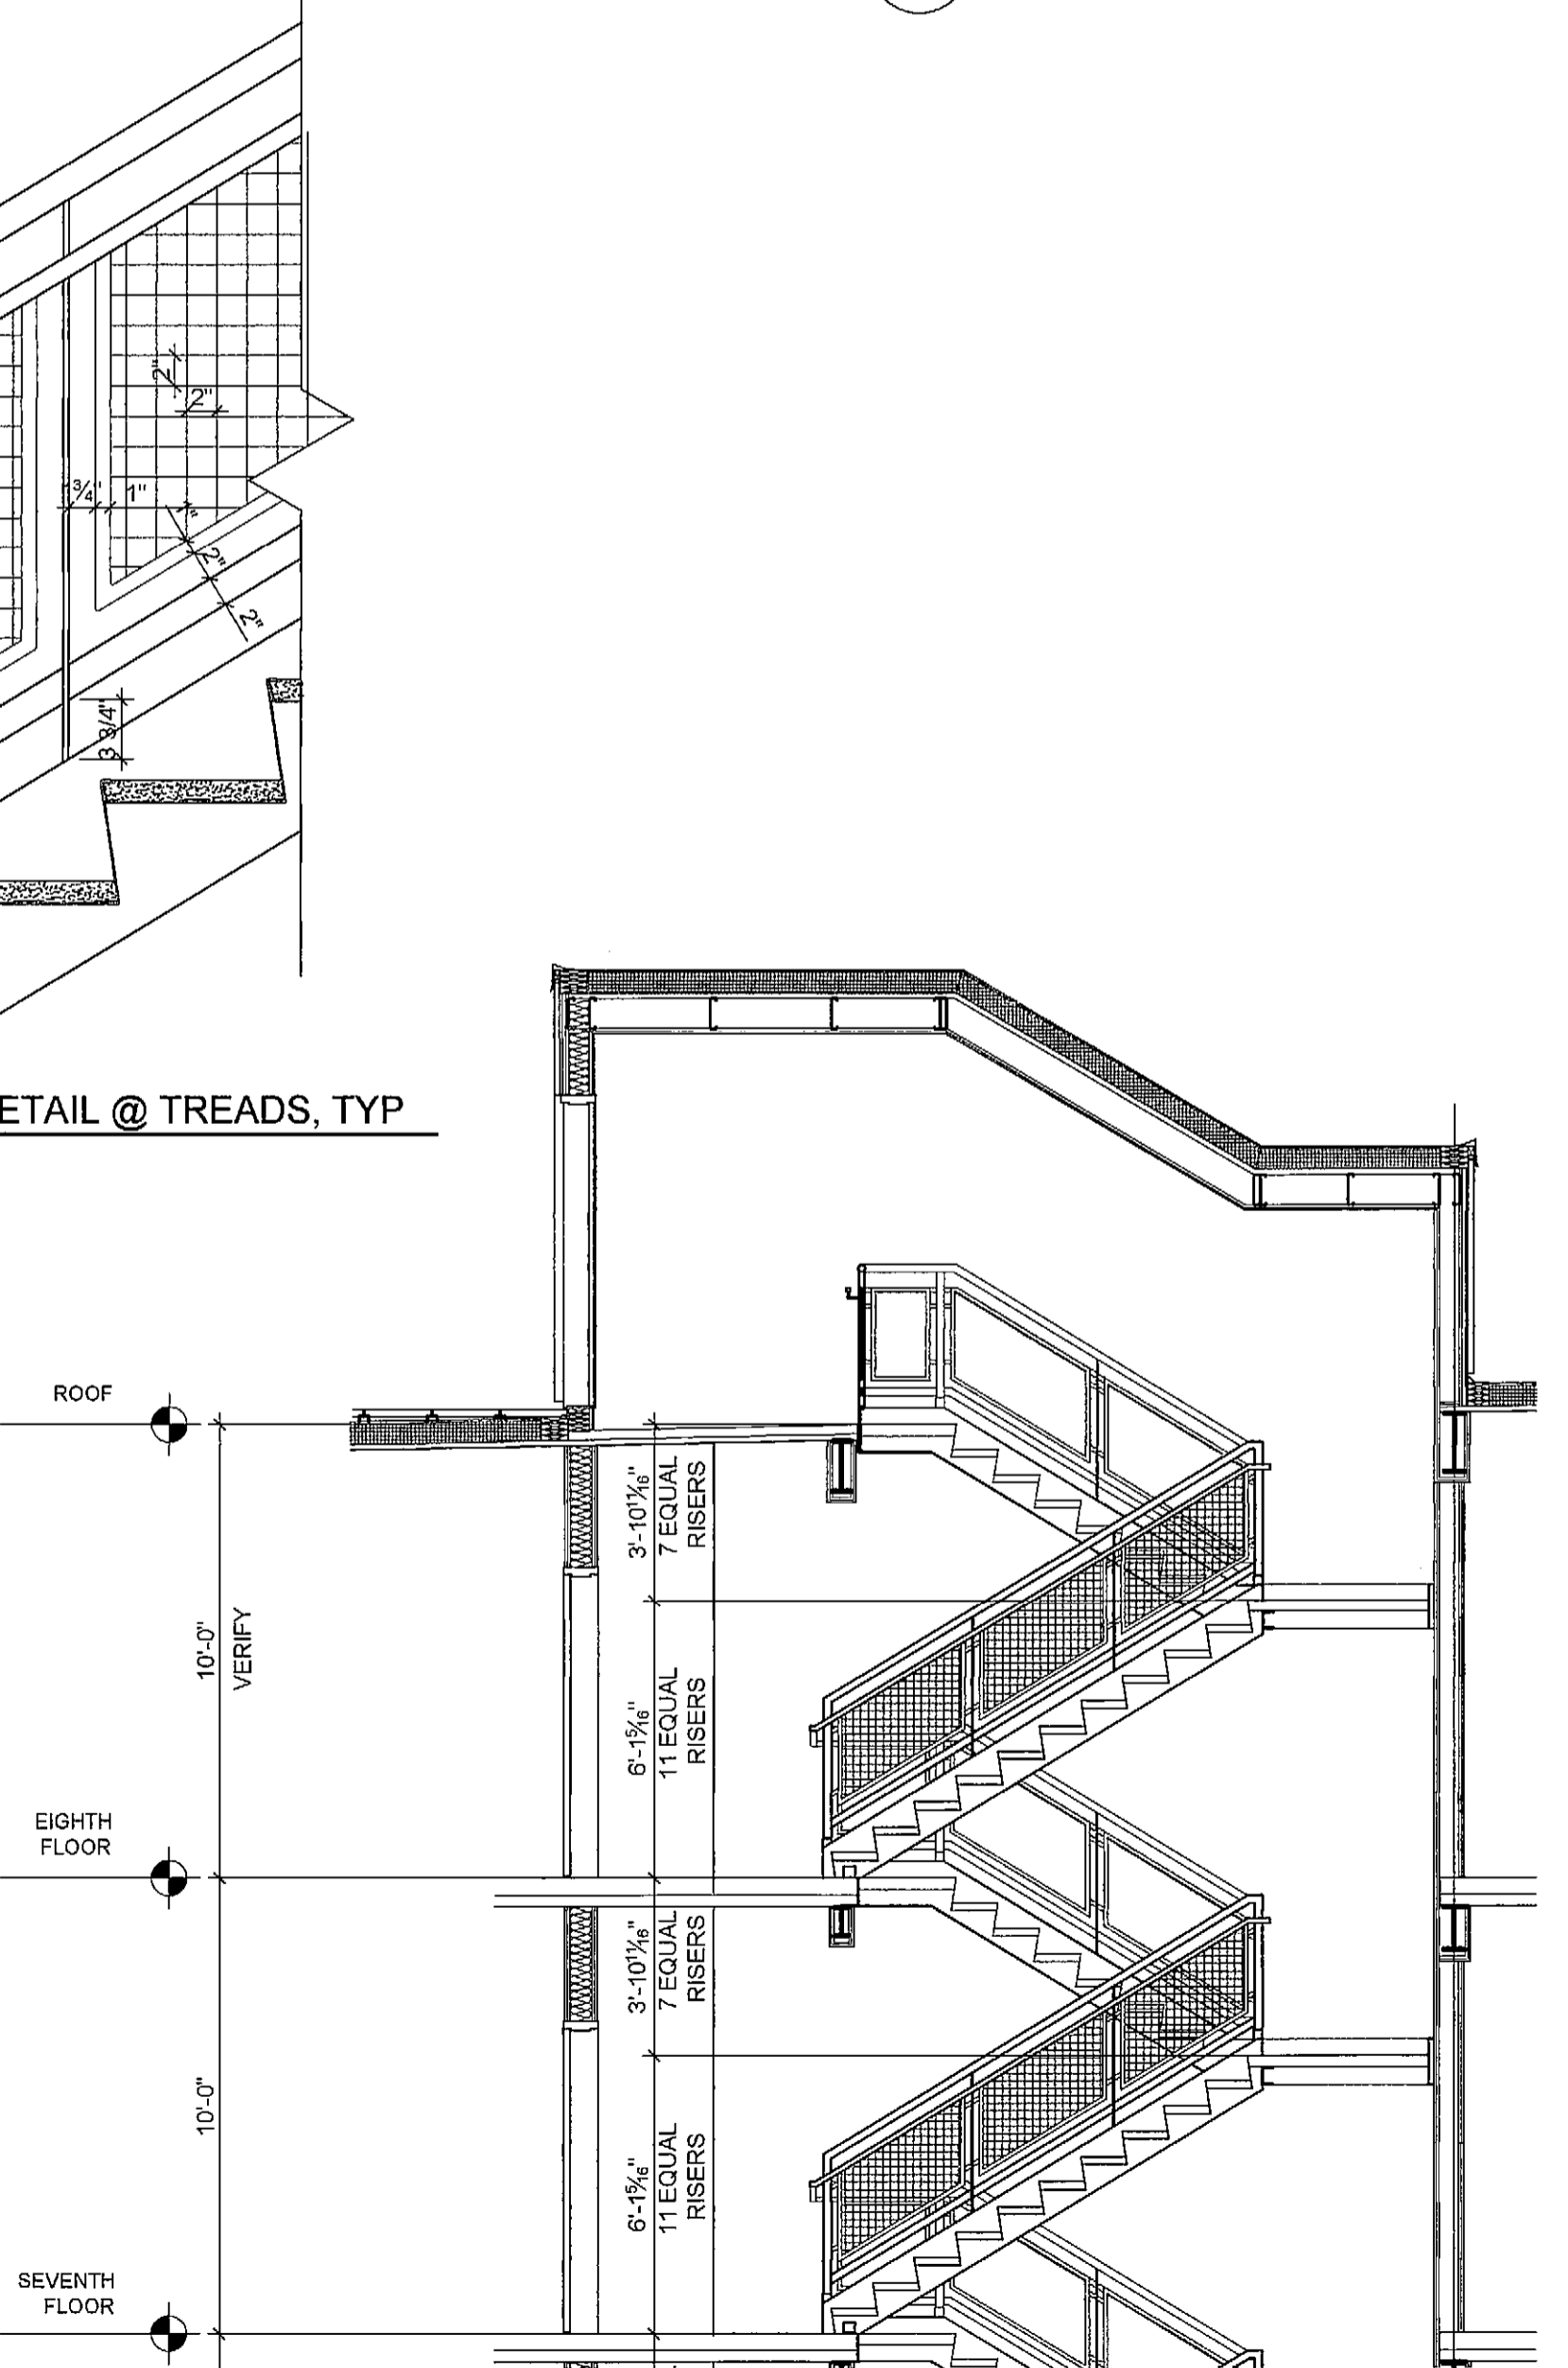 2"
2"
3/4"
1"
1"
2"
2"
3 3/4"
ETAIL @ TREADS, TYP
ROOF
3'-10 11/16"
7 EQUAL
RISERS
10'-0"
VERIFY
6'-1 5/16"
11 EQUAL
RISERS
EIGHTH
FLOOR
3'-10 11/16"
7 EQUAL
RISERS
10'-0"
6'-1 5/16"
11 EQUAL
RISERS
SEVENTH
FLOOR